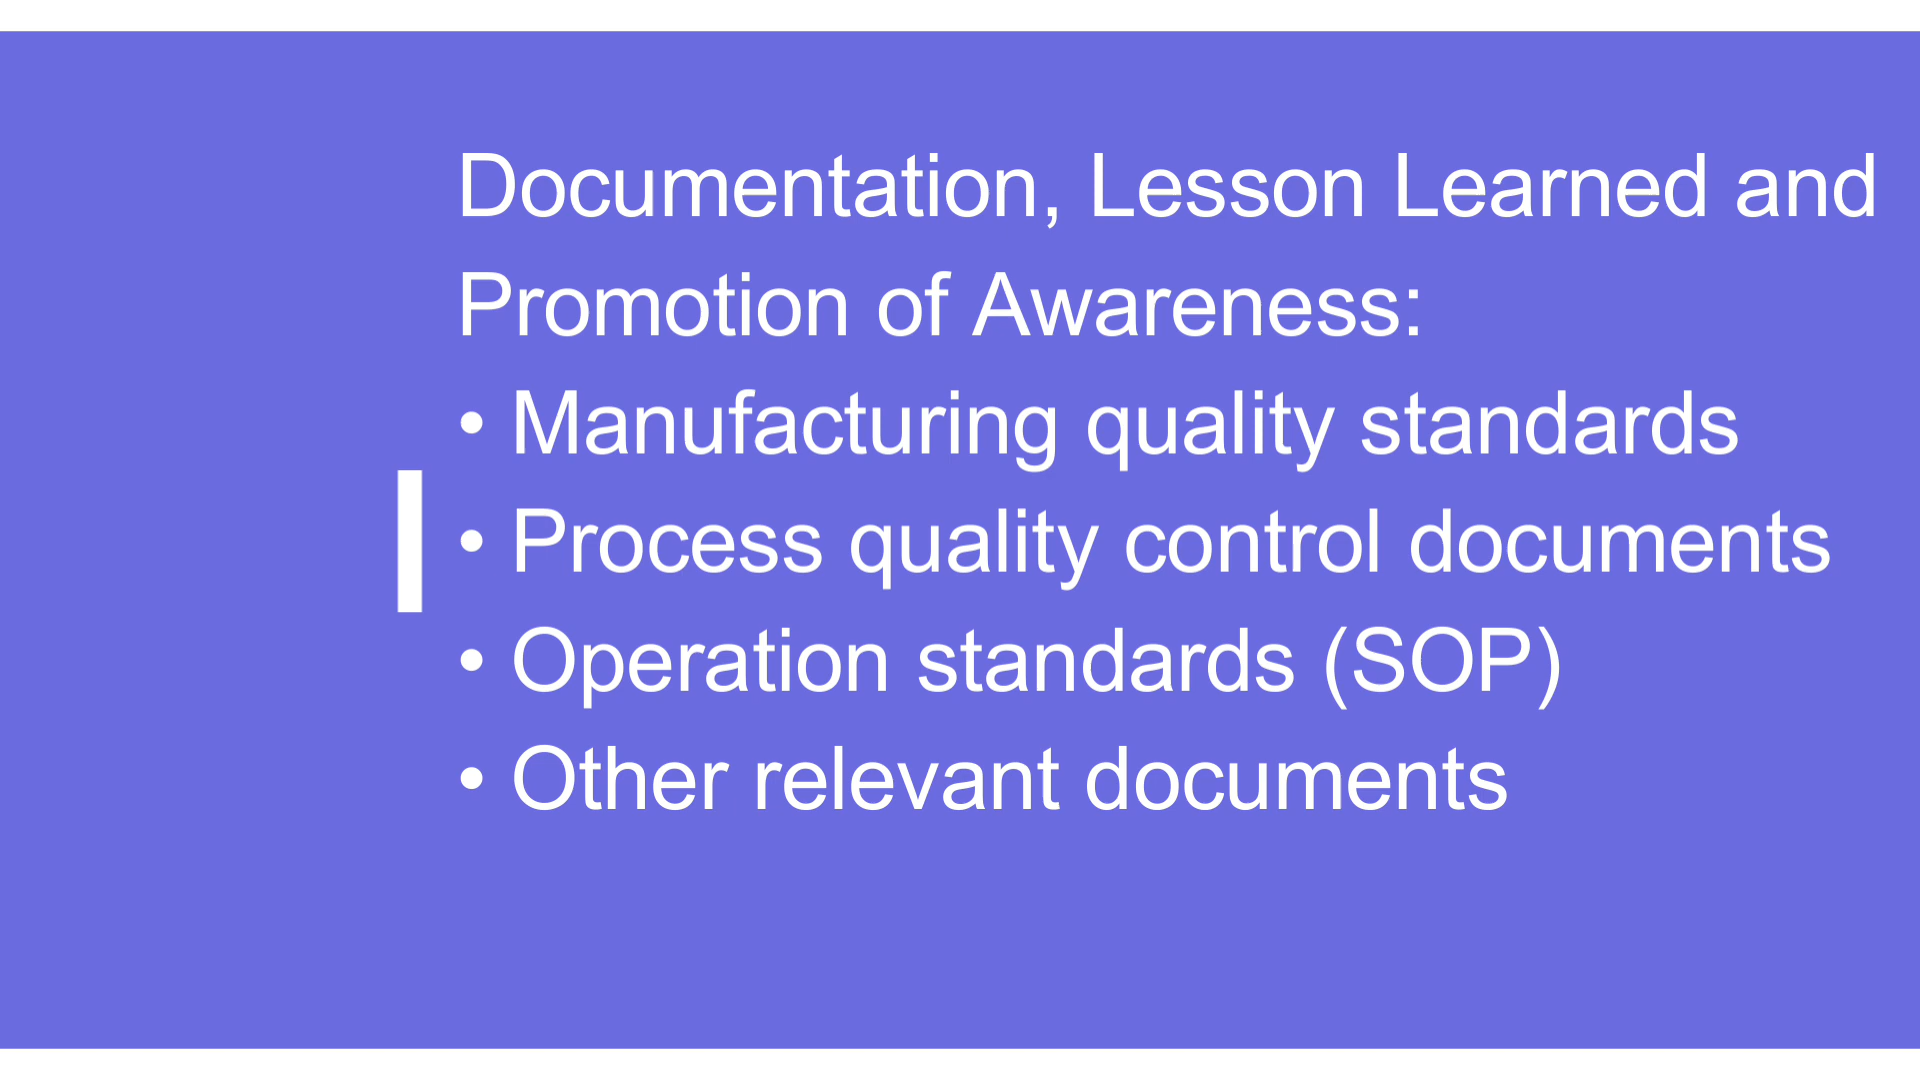 Documentation, Lesson Learned and
Promotion of Awareness:
• Manufacturing quality standards
• Process quality control documents
• Operation standards (SOP)
• Other relevant documents